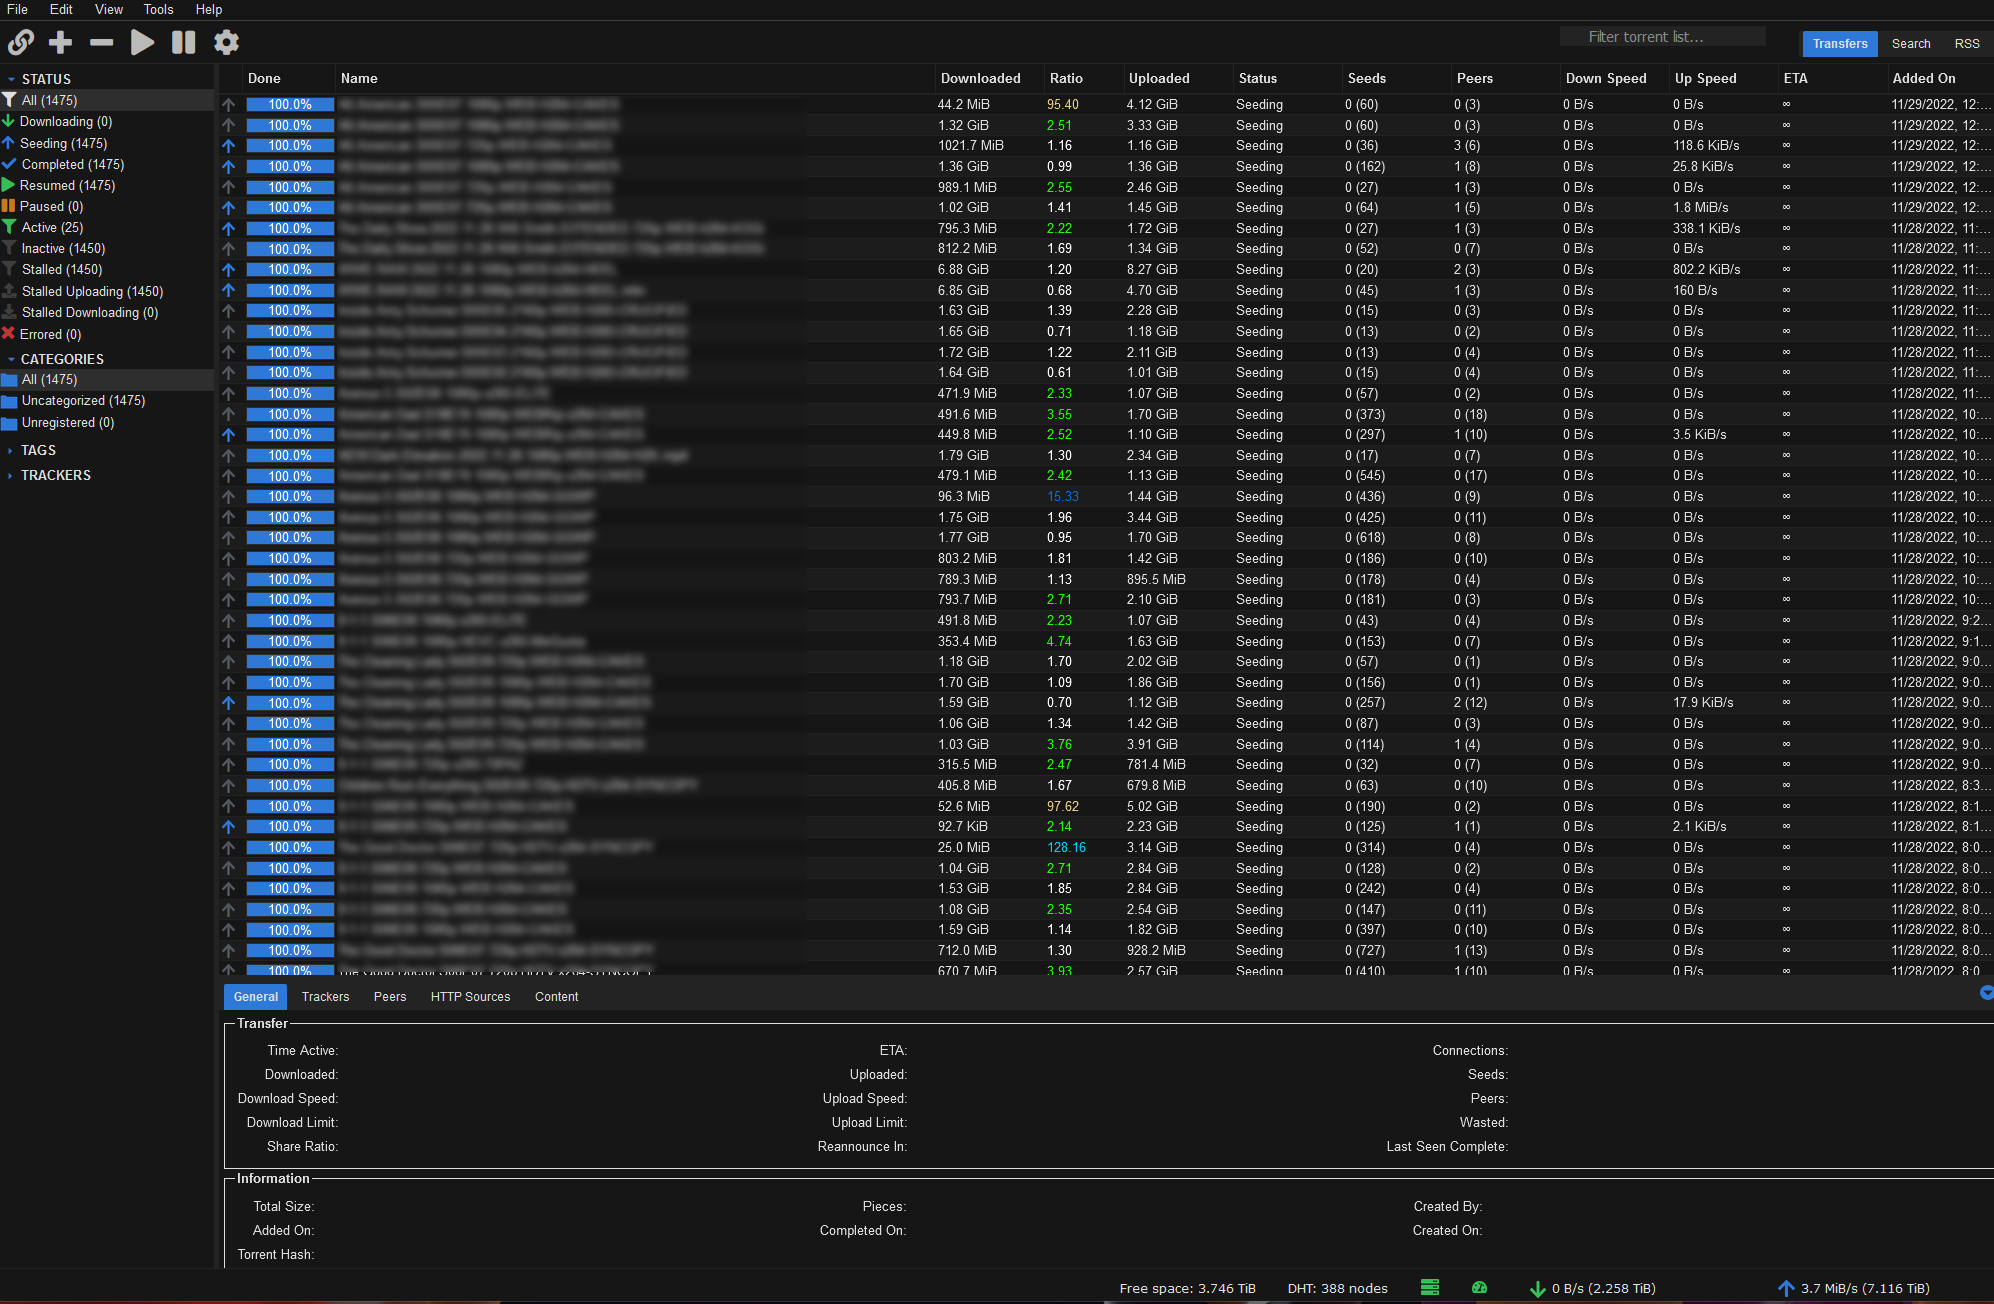 File Edit View Tools Help
Filter torrent list...
Transfers Search RSS
STATUS
All (1475)
Downloading (0)
Seeding (1475)
Completed (1475)
Resumed (1475)
Paused (0)
Active (25)
Inactive (1450)
Stalled (1450)
Stalled Uploading (1450)
Stalled Downloading (0)
Errored (0)
CATEGORIES
All (1475)
Uncategorized (1475)
Unregistered (0)
TAGS
TRACKERS
Done Name Downloaded Ratio Uploaded Status Seeds Peers Down Speed Up Speed ETA Added On
100.0% 44.2 MiB 95.40 4.12 GiB Seeding 0 (60) 0 (3) 0 B/s 0 B/s ∞ 11/29/2022, 12:...
100.0% 1.32 GiB 2.51 3.33 GiB Seeding 0 (60) 0 (3) 0 B/s 0 B/s ∞ 11/29/2022, 12:...
100.0% 1021.7 MiB 1.16 1.16 GiB Seeding 0 (36) 3 (6) 0 B/s 118.6 KiB/s ∞ 11/29/2022, 12:...
100.0% 1.36 GiB 0.99 1.36 GiB Seeding 0 (162) 1 (8) 0 B/s 25.8 KiB/s ∞ 11/29/2022, 12:...
100.0% 989.1 MiB 2.55 2.46 GiB Seeding 0 (27) 1 (3) 0 B/s 0 B/s ∞ 11/29/2022, 12:...
100.0% 1.02 GiB 1.41 1.45 GiB Seeding 0 (64) 1 (5) 0 B/s 1.8 MiB/s ∞ 11/29/2022, 12:...
100.0% 795.3 MiB 2.22 1.72 GiB Seeding 0 (27) 1 (3) 0 B/s 338.1 KiB/s ∞ 11/28/2022, 11:...
100.0% 812.2 MiB 1.69 1.34 GiB Seeding 0 (52) 0 (7) 0 B/s 0 B/s ∞ 11/28/2022, 11:...
100.0% 6.88 GiB 1.20 8.27 GiB Seeding 0 (20) 2 (3) 0 B/s 802.2 KiB/s ∞ 11/28/2022, 11:...
100.0% 6.85 GiB 0.68 4.70 GiB Seeding 0 (45) 1 (3) 0 B/s 160 B/s ∞ 11/28/2022, 11:...
100.0% 1.63 GiB 1.39 2.28 GiB Seeding 0 (15) 0 (3) 0 B/s 0 B/s ∞ 11/28/2022, 11:...
100.0% 1.65 GiB 0.71 1.18 GiB Seeding 0 (13) 0 (2) 0 B/s 0 B/s ∞ 11/28/2022, 11:...
100.0% 1.72 GiB 1.22 2.11 GiB Seeding 0 (13) 0 (4) 0 B/s 0 B/s ∞ 11/28/2022, 11:...
100.0% 1.64 GiB 0.61 1.01 GiB Seeding 0 (15) 0 (4) 0 B/s 0 B/s ∞ 11/28/2022, 11:...
100.0% 471.9 MiB 2.33 1.07 GiB Seeding 0 (57) 0 (2) 0 B/s 0 B/s ∞ 11/28/2022, 11:...
100.0% 491.6 MiB 3.55 1.70 GiB Seeding 0 (373) 0 (18) 0 B/s 0 B/s ∞ 11/28/2022, 10:...
100.0% 449.8 MiB 2.52 1.10 GiB Seeding 0 (297) 1 (10) 0 B/s 3.5 KiB/s ∞ 11/28/2022, 10:...
100.0% 1.79 GiB 1.30 2.34 GiB Seeding 0 (17) 0 (7) 0 B/s 0 B/s ∞ 11/28/2022, 10:...
100.0% 479.1 MiB 2.42 1.13 GiB Seeding 0 (545) 0 (17) 0 B/s 0 B/s ∞ 11/28/2022, 10:...
100.0% 96.3 MiB 15.33 1.44 GiB Seeding 0 (436) 0 (9) 0 B/s 0 B/s ∞ 11/28/2022, 10:...
100.0% 1.75 GiB 1.96 3.44 GiB Seeding 0 (425) 0 (11) 0 B/s 0 B/s ∞ 11/28/2022, 10:...
100.0% 1.77 GiB 0.95 1.70 GiB Seeding 0 (618) 0 (8) 0 B/s 0 B/s ∞ 11/28/2022, 10:...
100.0% 803.2 MiB 1.81 1.42 GiB Seeding 0 (186) 0 (10) 0 B/s 0 B/s ∞ 11/28/2022, 10:...
100.0% 789.3 MiB 1.13 895.5 MiB Seeding 0 (178) 0 (4) 0 B/s 0 B/s ∞ 11/28/2022, 10:...
100.0% 793.7 MiB 2.71 2.10 GiB Seeding 0 (181) 0 (3) 0 B/s 0 B/s ∞ 11/28/2022, 10:...
100.0% 491.8 MiB 2.23 1.07 GiB Seeding 0 (43) 0 (4) 0 B/s 0 B/s ∞ 11/28/2022, 9:2...
100.0% 353.4 MiB 4.74 1.63 GiB Seeding 0 (153) 0 (7) 0 B/s 0 B/s ∞ 11/28/2022, 9:1...
100.0% 1.18 GiB 1.70 2.02 GiB Seeding 0 (57) 0 (1) 0 B/s 0 B/s ∞ 11/28/2022, 9:0...
100.0% 1.70 GiB 1.09 1.86 GiB Seeding 0 (156) 0 (1) 0 B/s 0 B/s ∞ 11/28/2022, 9:0...
100.0% 1.59 GiB 0.70 1.12 GiB Seeding 0 (257) 2 (12) 0 B/s 17.9 KiB/s ∞ 11/28/2022, 9:0...
100.0% 1.06 GiB 1.34 1.42 GiB Seeding 0 (87) 0 (3) 0 B/s 0 B/s ∞ 11/28/2022, 9:0...
100.0% 1.03 GiB 3.76 3.91 GiB Seeding 0 (114) 1 (4) 0 B/s 0 B/s ∞ 11/28/2022, 9:0...
100.0% 315.5 MiB 2.47 781.4 MiB Seeding 0 (32) 0 (7) 0 B/s 0 B/s ∞ 11/28/2022, 9:0...
100.0% 405.8 MiB 1.67 679.8 MiB Seeding 0 (63) 0 (10) 0 B/s 0 B/s ∞ 11/28/2022, 8:3...
100.0% 52.6 MiB 97.62 5.02 GiB Seeding 0 (190) 0 (2) 0 B/s 0 B/s ∞ 11/28/2022, 8:1...
100.0% 92.7 KiB 2.14 2.23 GiB Seeding 0 (125) 1 (1) 0 B/s 2.1 KiB/s ∞ 11/28/2022, 8:1...
100.0% 25.0 MiB 128.16 3.14 GiB Seeding 0 (314) 0 (4) 0 B/s 0 B/s ∞ 11/28/2022, 8:0...
100.0% 1.04 GiB 2.71 2.84 GiB Seeding 0 (128) 0 (2) 0 B/s 0 B/s ∞ 11/28/2022, 8:0...
100.0% 1.53 GiB 1.85 2.84 GiB Seeding 0 (242) 0 (4) 0 B/s 0 B/s ∞ 11/28/2022, 8:0...
100.0% 1.08 GiB 2.35 2.54 GiB Seeding 0 (147) 0 (11) 0 B/s 0 B/s ∞ 11/28/2022, 8:0...
100.0% 1.59 GiB 1.14 1.82 GiB Seeding 0 (397) 0 (10) 0 B/s 0 B/s ∞ 11/28/2022, 8:0...
100.0% 712.0 MiB 1.30 928.2 MiB Seeding 0 (727) 1 (13) 0 B/s 0 B/s ∞ 11/28/2022, 8:0...
100.0% 670.7 MiB 3.93 2.57 GiB Seeding 0 (410) 1 (10) 0 B/s 0 B/s ∞ 11/28/2022, 8:0
General Trackers Peers HTTP Sources Content
Transfer
Time Active: ETA: Connections:
Downloaded: Uploaded: Seeds:
Download Speed: Upload Speed: Peers:
Download Limit: Upload Limit: Wasted:
Share Ratio: Reannounce In: Last Seen Complete:
Information
Total Size: Pieces: Created By:
Added On: Completed On: Created On:
Torrent Hash:
Free space: 3.746 TiB DHT: 388 nodes 0 B/s (2.258 TiB) 3.7 MiB/s (7.116 TiB)